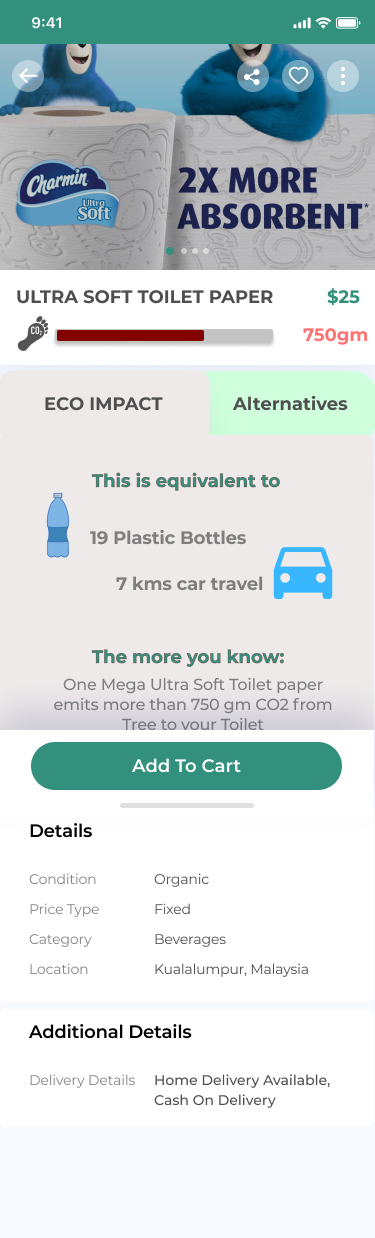 9:41
Charmin
Ultra
Soft
2X MORE
ABSORBENT*
ULTRA SOFT TOILET PAPER $25
CO2 750gm
ECO IMPACT Alternatives
This is equivalent to
19 Plastic Bottles
7 kms car travel
The more you know:
One Mega Ultra Soft Toilet paper
emits more than 750 gm CO2 from
Tree to your Toilet
Add To Cart
Details
Condition Organic
Price Type Fixed
Category Beverages
Location Kualalumpur, Malaysia
Additional Details
Delivery Details Home Delivery Available,
Cash On Delivery